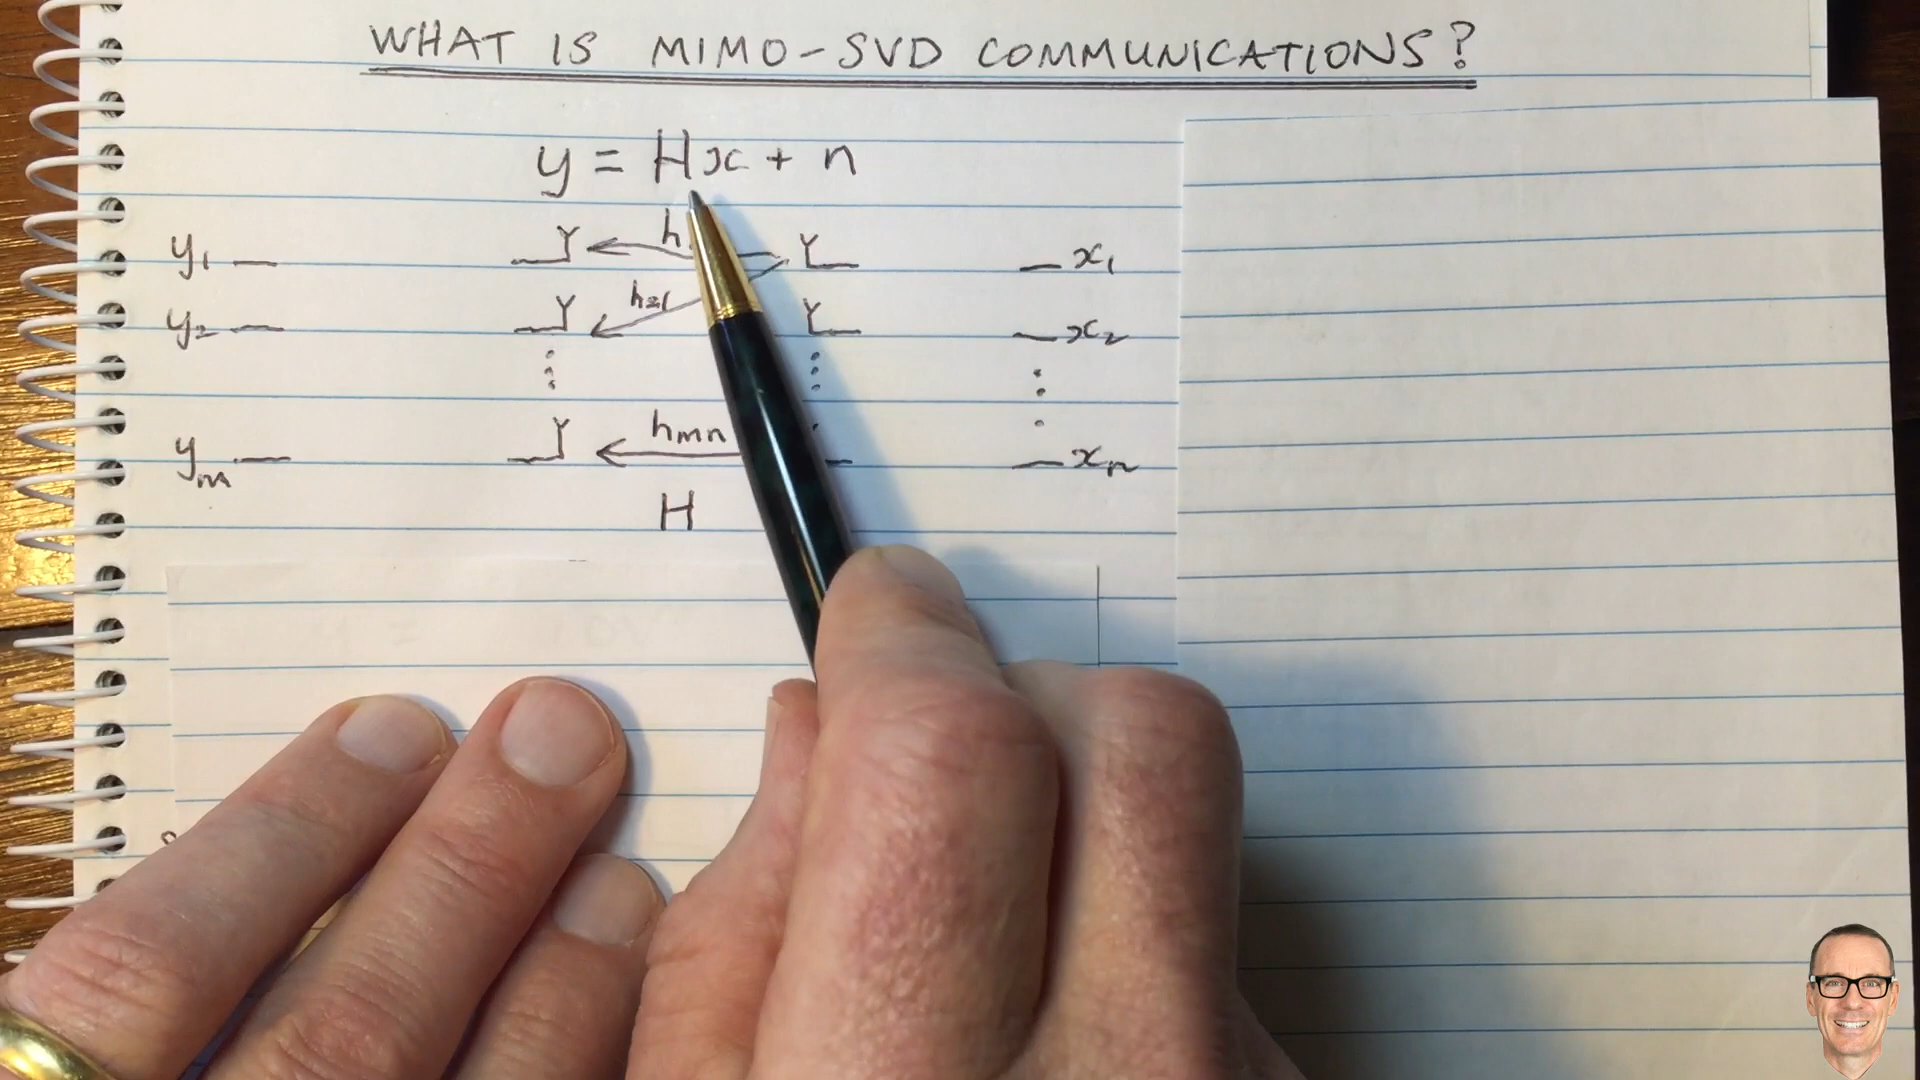 WHAT IS MIMO-SVD COMMUNICATIONS?
y = Hx + n
y1 h x1
y2 h21 x2
ym hmn xn
H